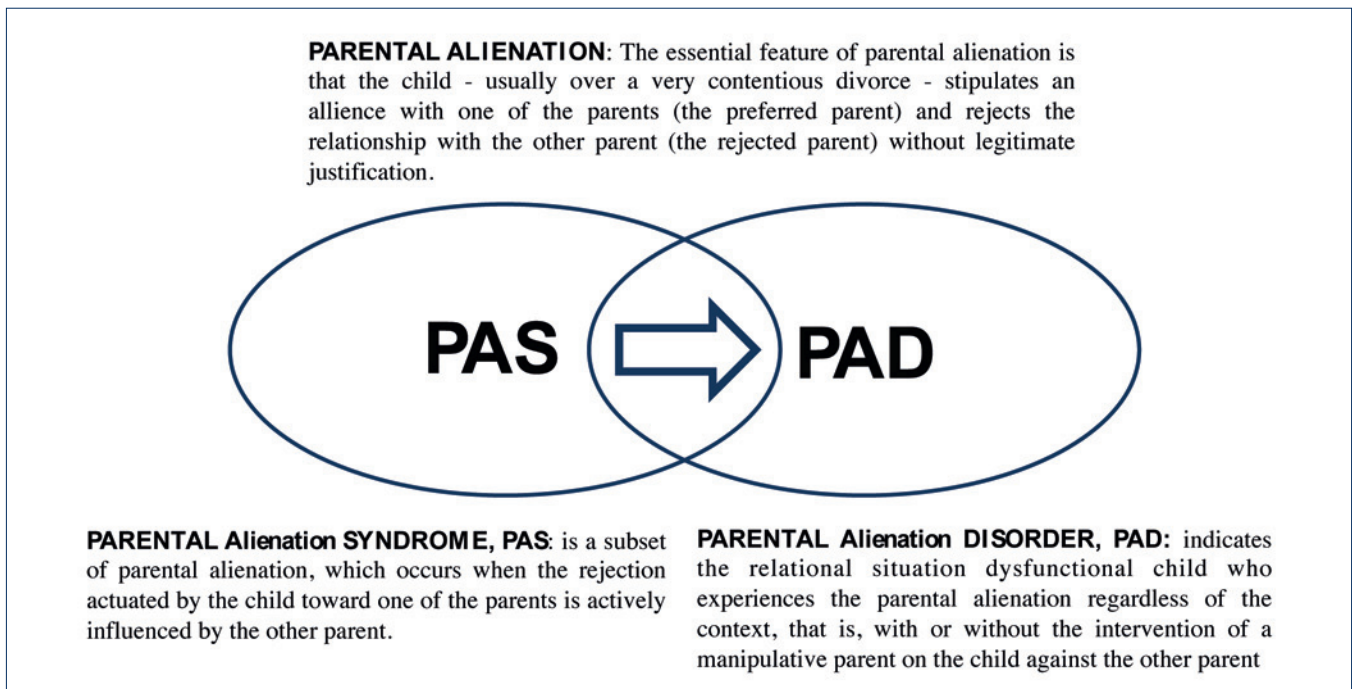 PARENTAL ALIENATION: The essential feature of parental alienation is
that the child - usually over a very contentious divorce - stipulates an
allience with one of the parents (the preferred parent) and rejects the
relationship with the other parent (the rejected parent) without legitimate
justification.
PAS
PAD
PARENTAL Alienation SYNDROME, PAS: is a subset
of parental alienation, which occurs when the rejection
actuated by the child toward one of the parents is actively
influenced by the other parent.
PARENTAL Alienation DISORDER, PAD: indicates
the relational situation dysfunctional child who
experiences the parental alienation regardless of the
context, that is, with or without the intervention of a
manipulative parent on the child against the other parent